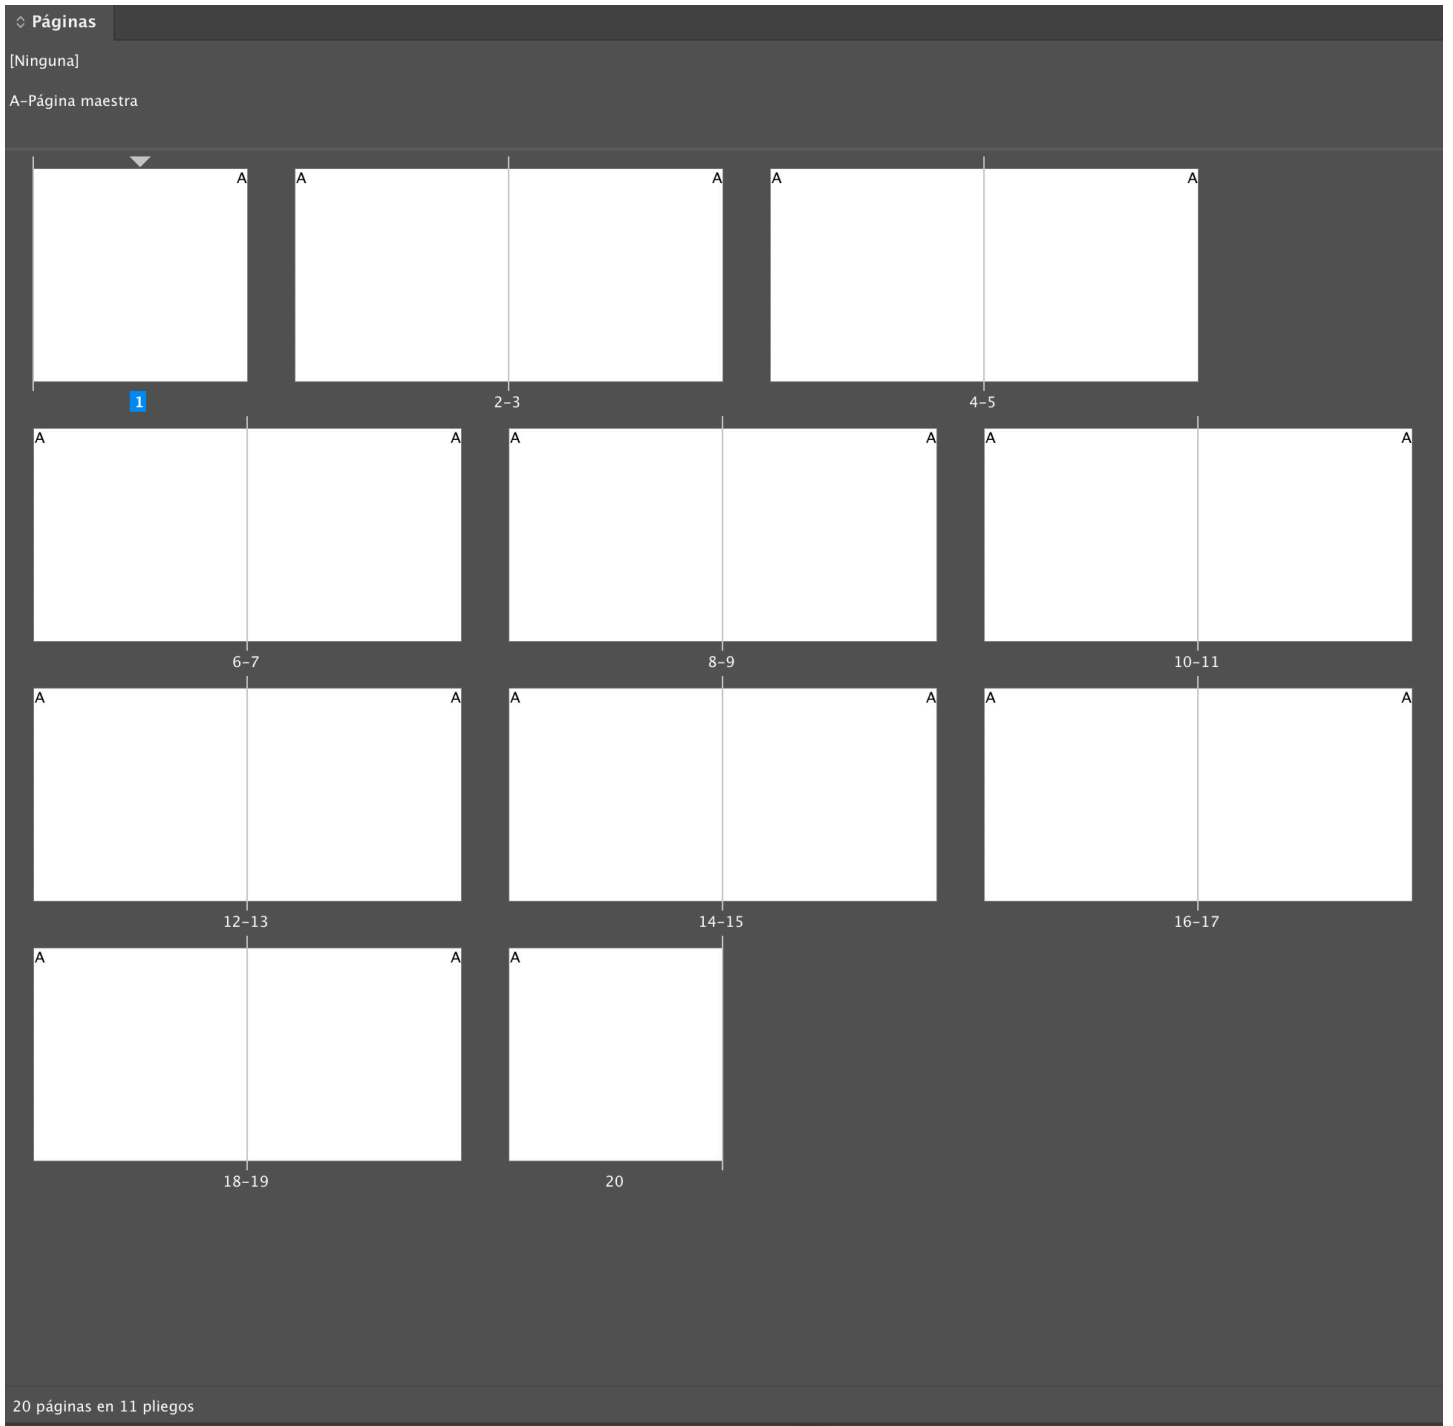 Páginas
[Ninguna]
A-Página maestra
A A A A A
1 2-3 4-5
A A A A A A
6-7 8-9 10-11
A A A A A A
12-13 14-15 16-17
A A A
18-19 20
20 páginas en 11 pliegos